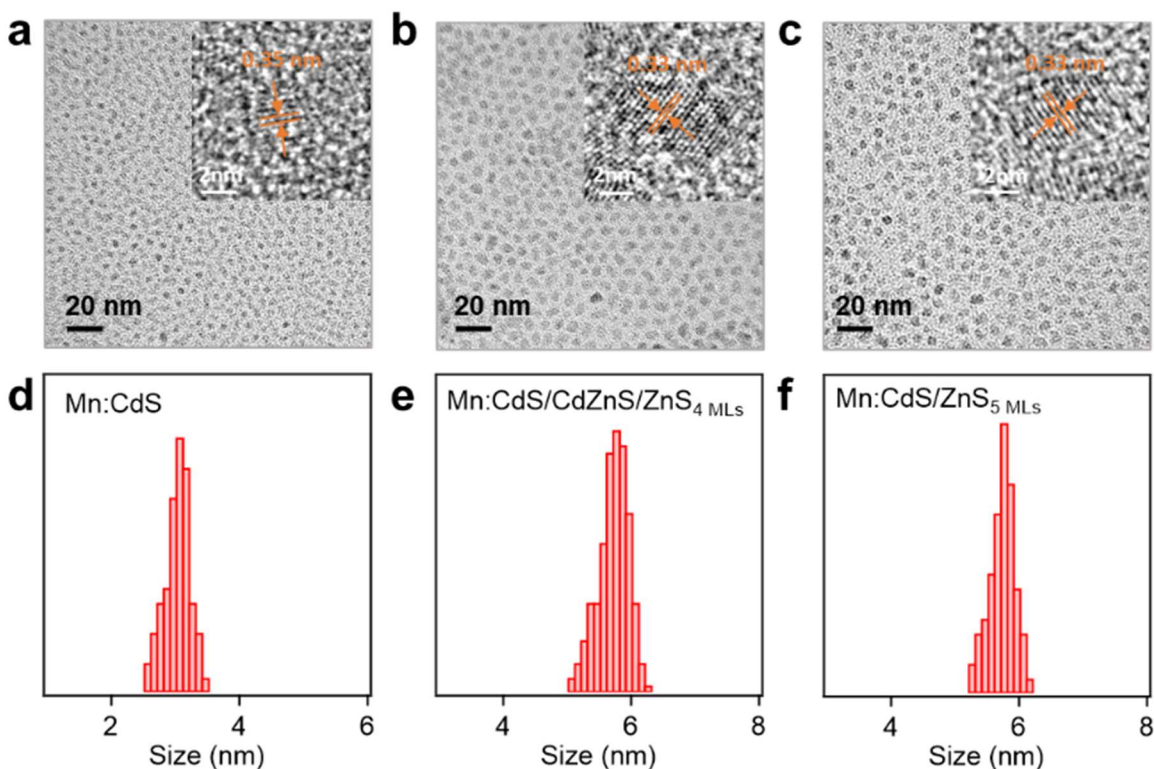 a
0.35 nm
2nm
20 nm
b
0.33 nm
2nm
20 nm
c
0.33 nm
2nm
20 nm
d
Mn:CdS
2 4 6
Size (nm)
e
Mn:CdS/CdZnS/ZnS4 MLs
4 6 8
Size (nm)
f
Mn:CdS/ZnS5 MLs
4 6 8
Size (nm)